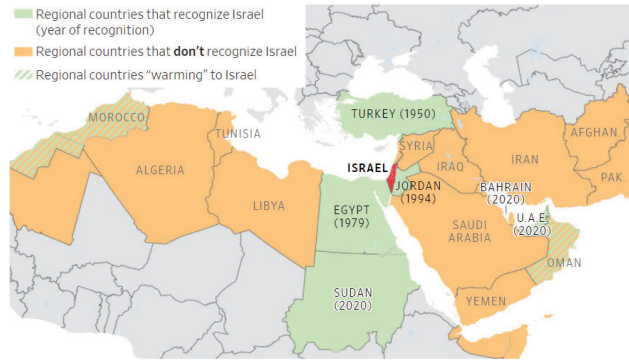 Regional countries that recognize Israel
(year of recognition)
Regional countries that don't recognize Israel
Regional countries “warming” to Israel
MOROCCO
TUNISIA
ALGERIA
LIBYA
TURKEY (1950)
SYRIA
ISRAEL
IRAQ
IRAN
AFGHAN.
PAK.
JORDAN
(1994)
EGYPT
(1979)
BAHRAIN
(2020)
U.A.E.
(2020)
SAUDI
ARABIA
OMAN
YEMEN
SUDAN
(2020)